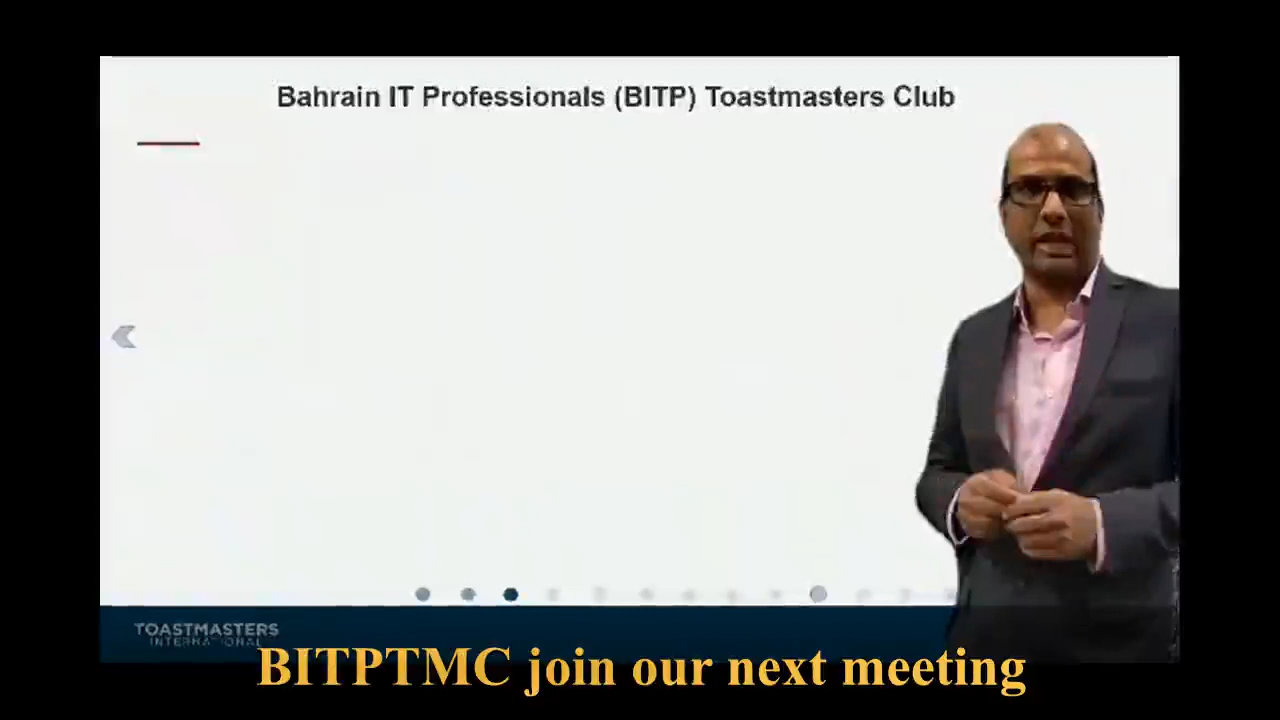 Bahrain IT Professionals (BITP) Toastmasters Club
TOASTMASTERS
INTERNATIONAL
BITPTMC join our next meeting